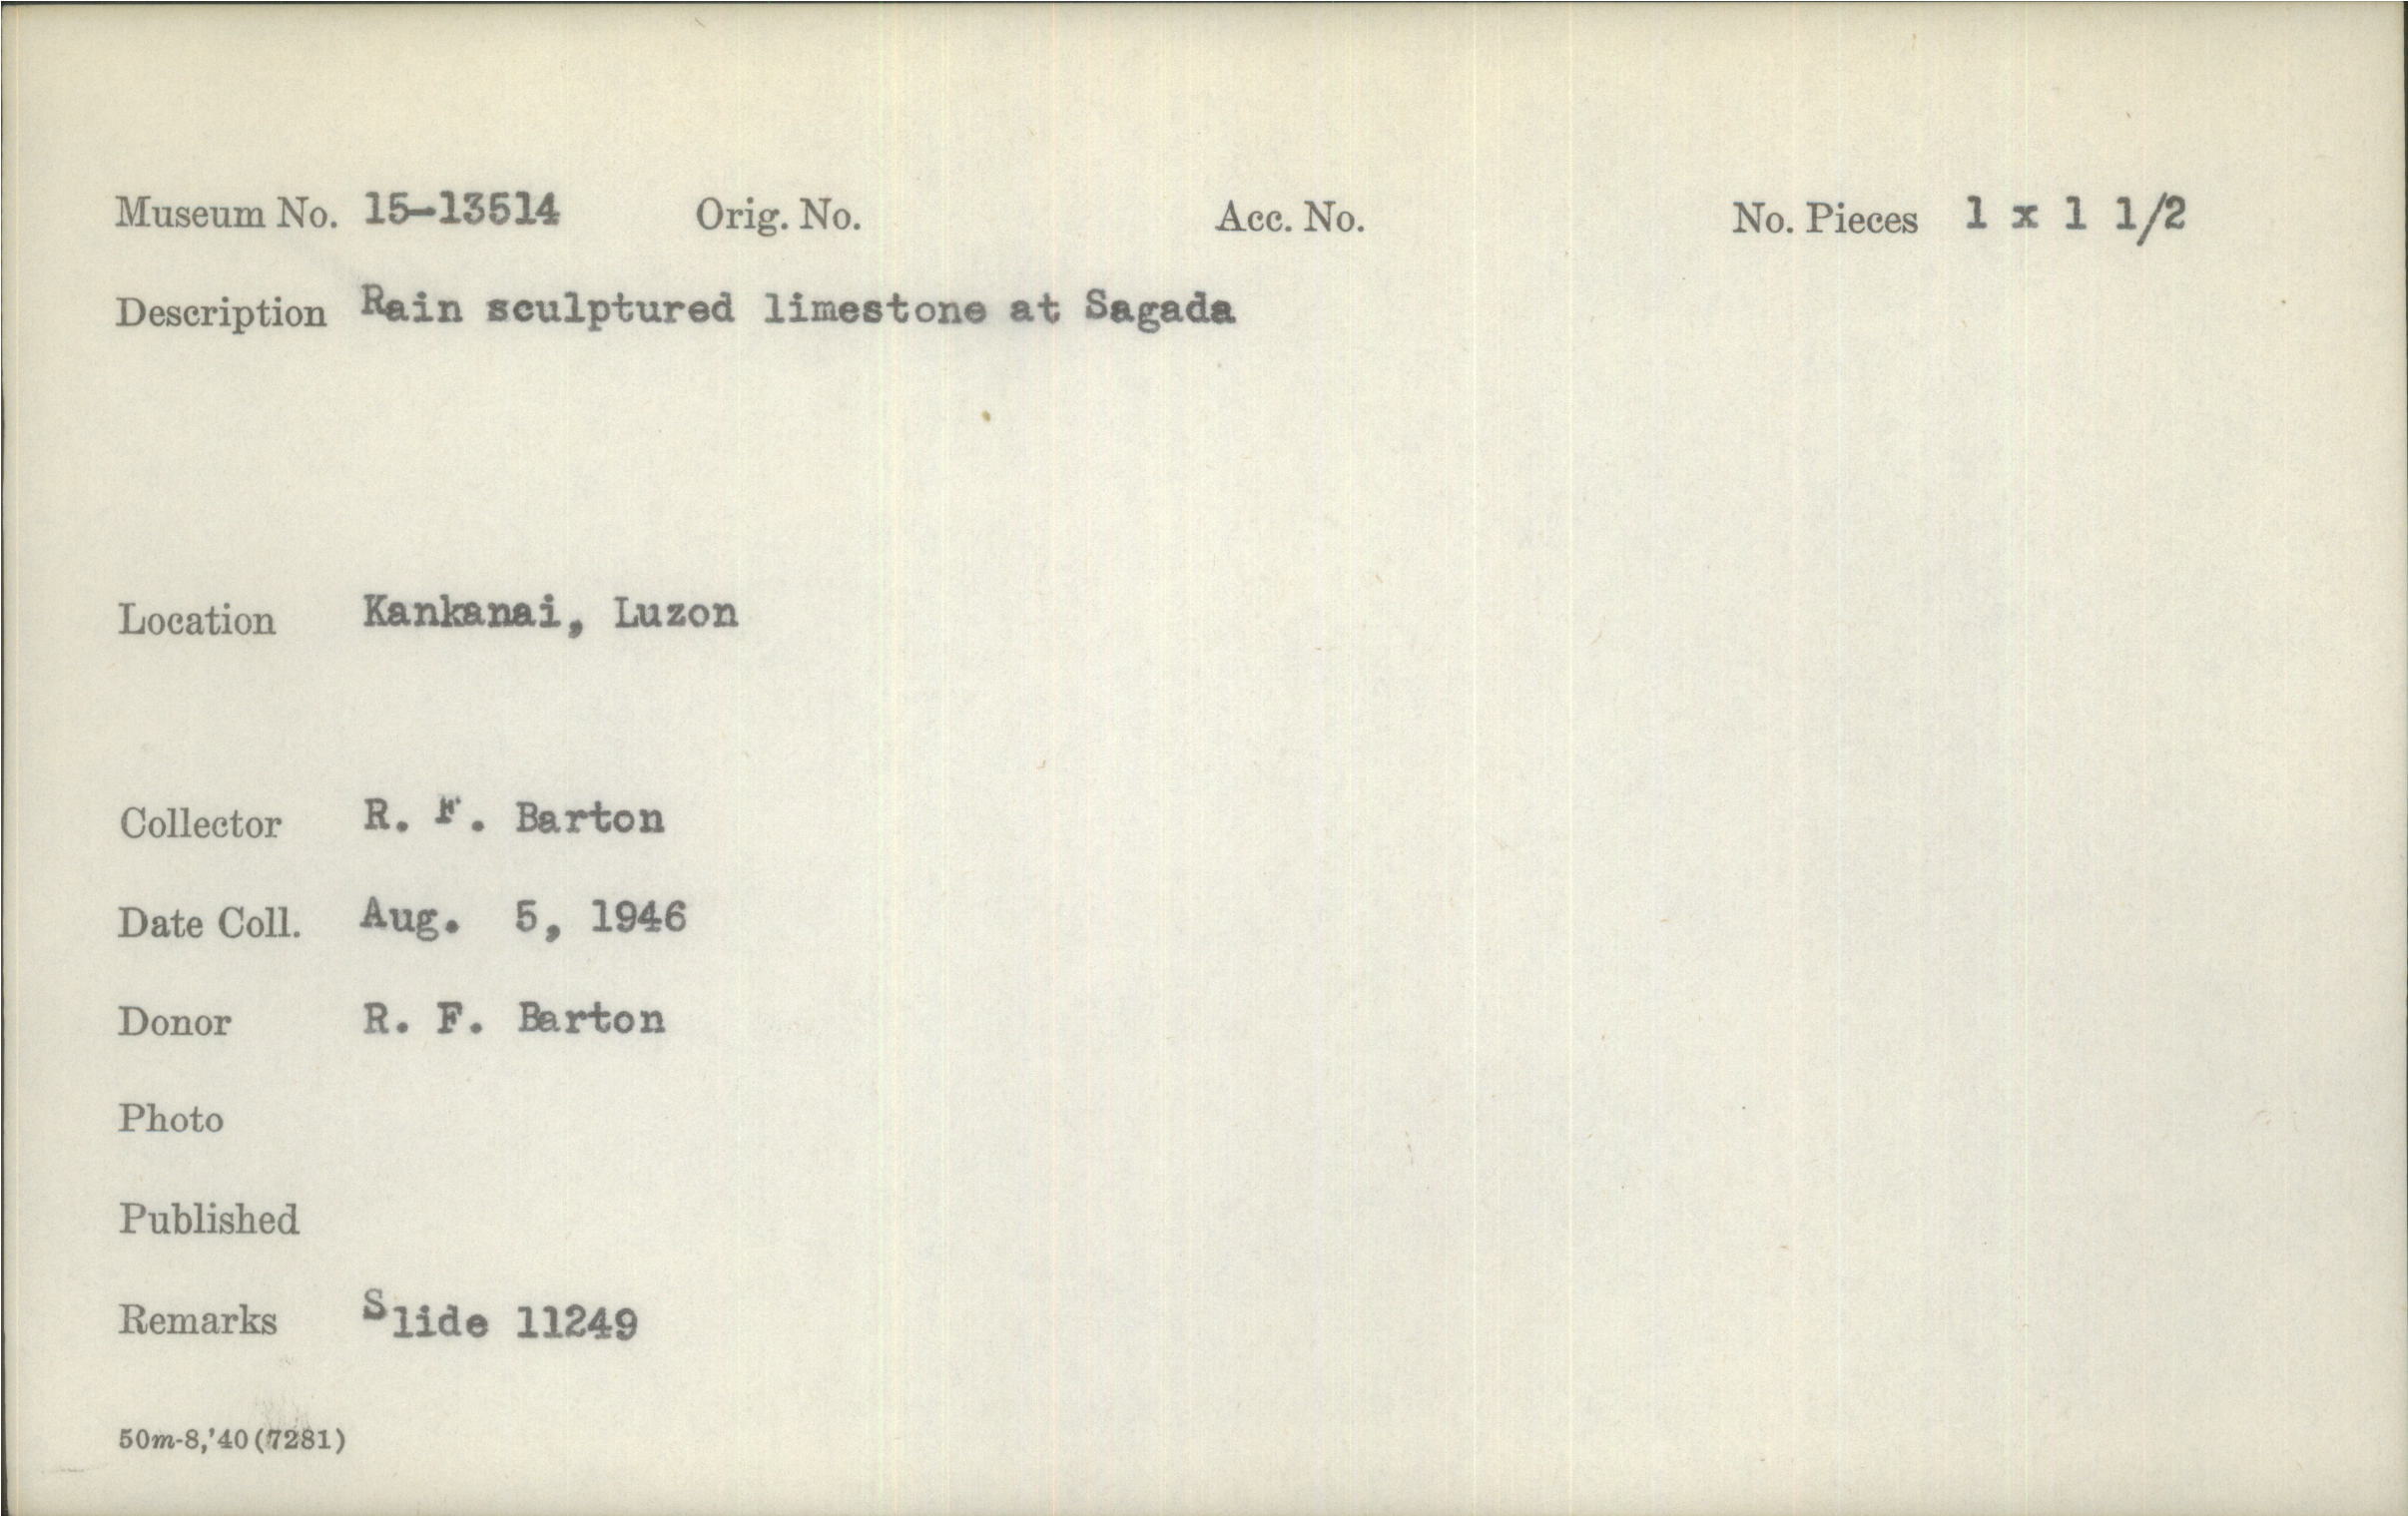 Museum No. 15-13514 Orig. No. Acc. No. No. Pieces 1 x 1 1/2
Description Rain sculptured limestone at Sagada
Location Kankanai, Luzon
Collector R. F. Barton
Date Coll. Aug. 5, 1946
Donor R. F. Barton
Photo
Published
Remarks Slide 11249
50m-8,'40(7281)